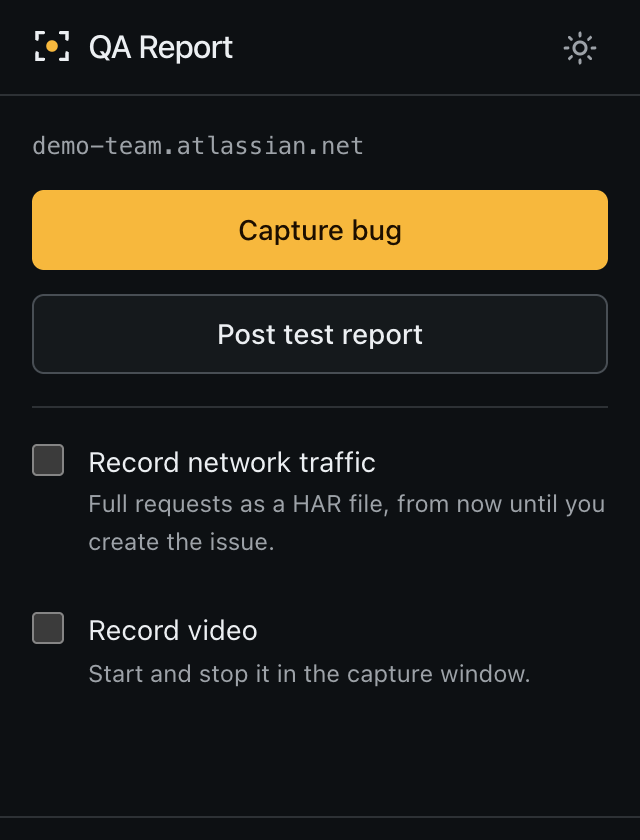 QA Report
demo-team.atlassian.net
Capture bug
Post test report
Record network traffic
Full requests as a HAR file, from now until you
create the issue.
Record video
Start and stop it in the capture window.